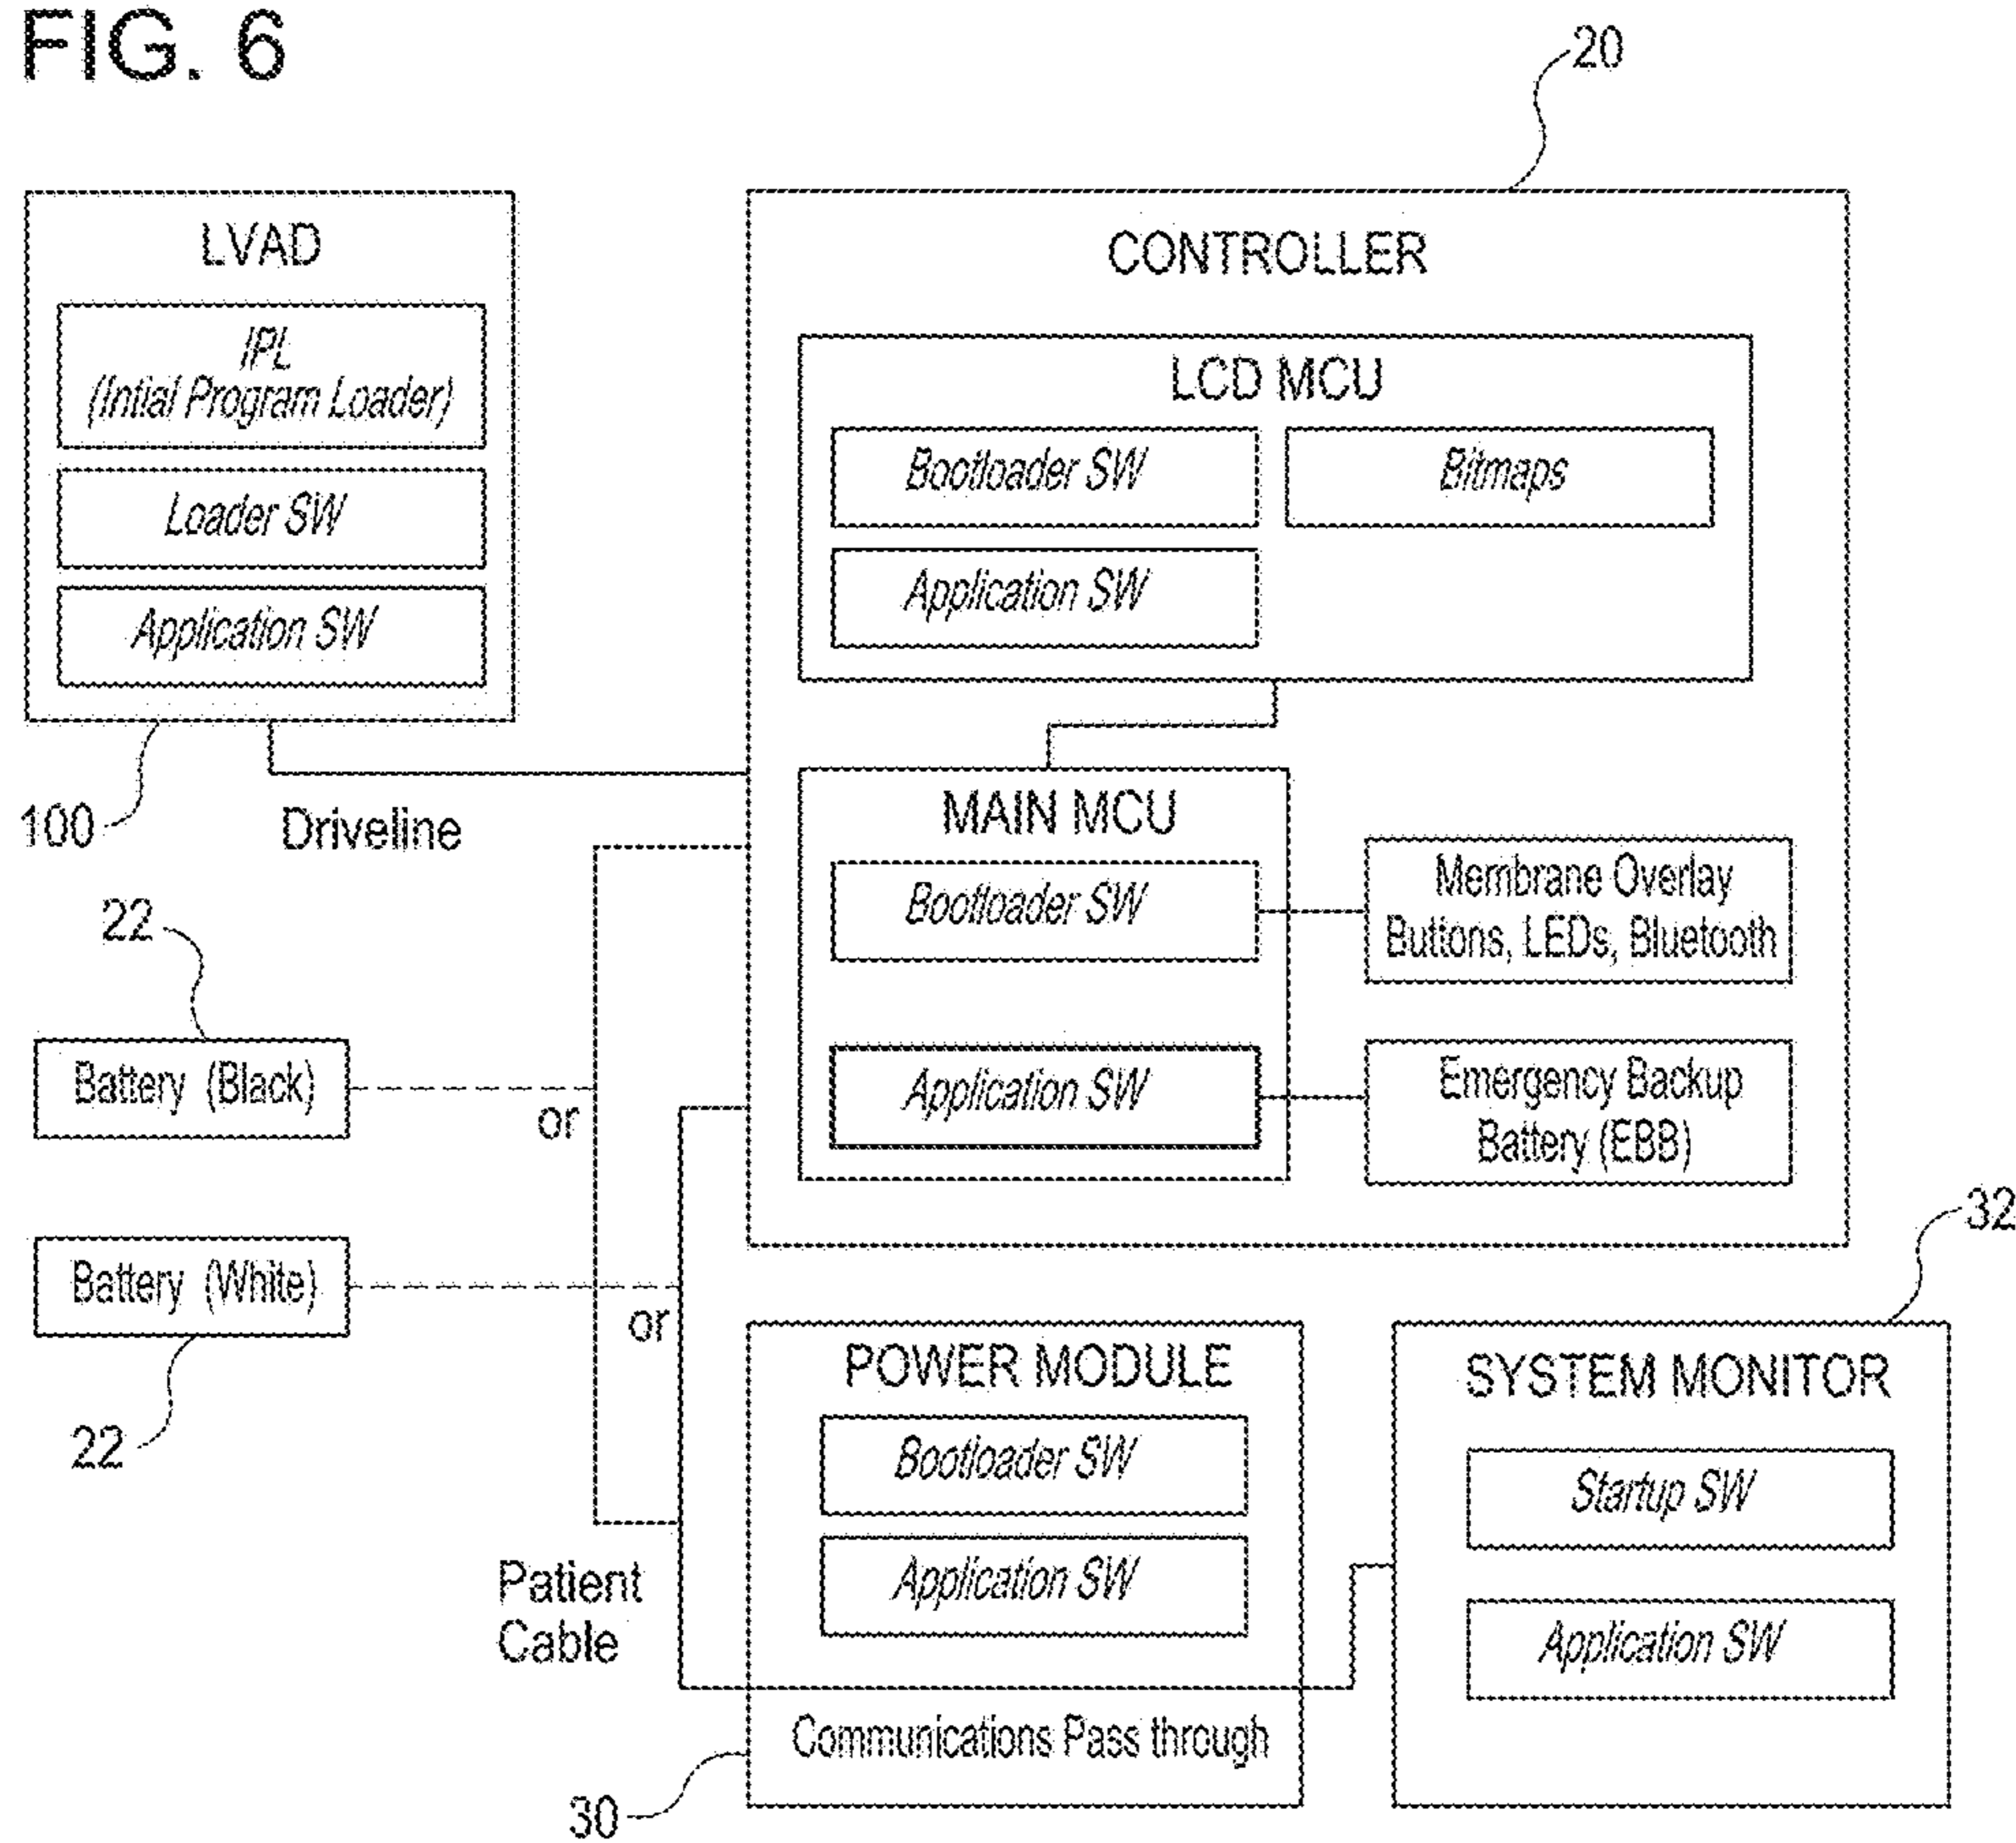 FIG. 6
20
LVAD
IPL
(Intial Program Loader)
Loader SW
Application SW
100
Driveline
CONTROLLER
LCD MCU
Bootloader SW
Bitmaps
Application SW
MAIN MCU
Bootloader SW
Membrane Overlay
Buttons, LEDs, Bluetooth
Application SW
Emergency Backup
Battery (EBB)
22
Battery (Black)
or
Battery (White)
or
22
32
POWER MODULE
Bootloader SW
Application SW
Patient
Cable
Communications Pass through
30
SYSTEM MONITOR
Startup SW
Application SW